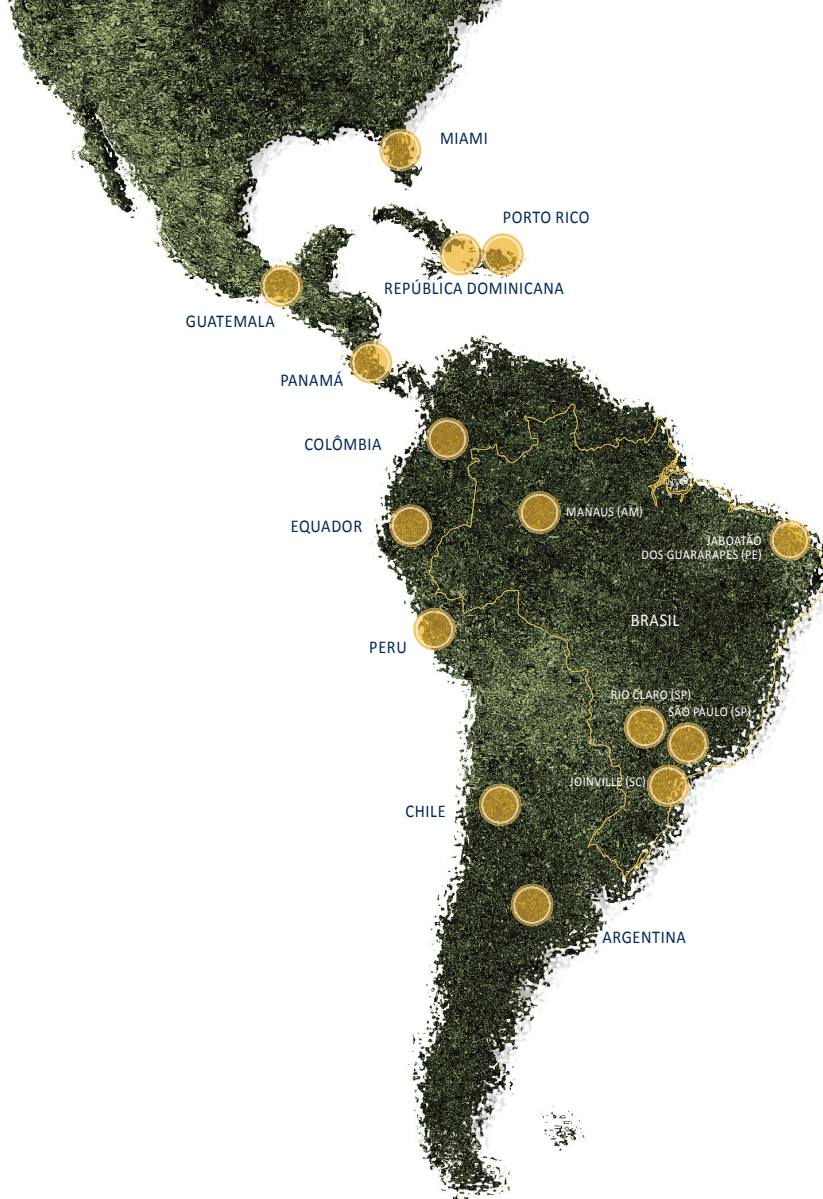 MIAMI
PORTO RICO
REPÚBLICA DOMINICANA
GUATEMALA
PANAMÁ
COLÔMBIA
MANAUS (AM)
EQUADOR
JABOATÃO
DOS GUARARAPES (PE)
BRASIL
PERU
RIO CLARO (SP)
SÃO PAULO (SP)
JOINVILLE (SC)
CHILE
ARGENTINA